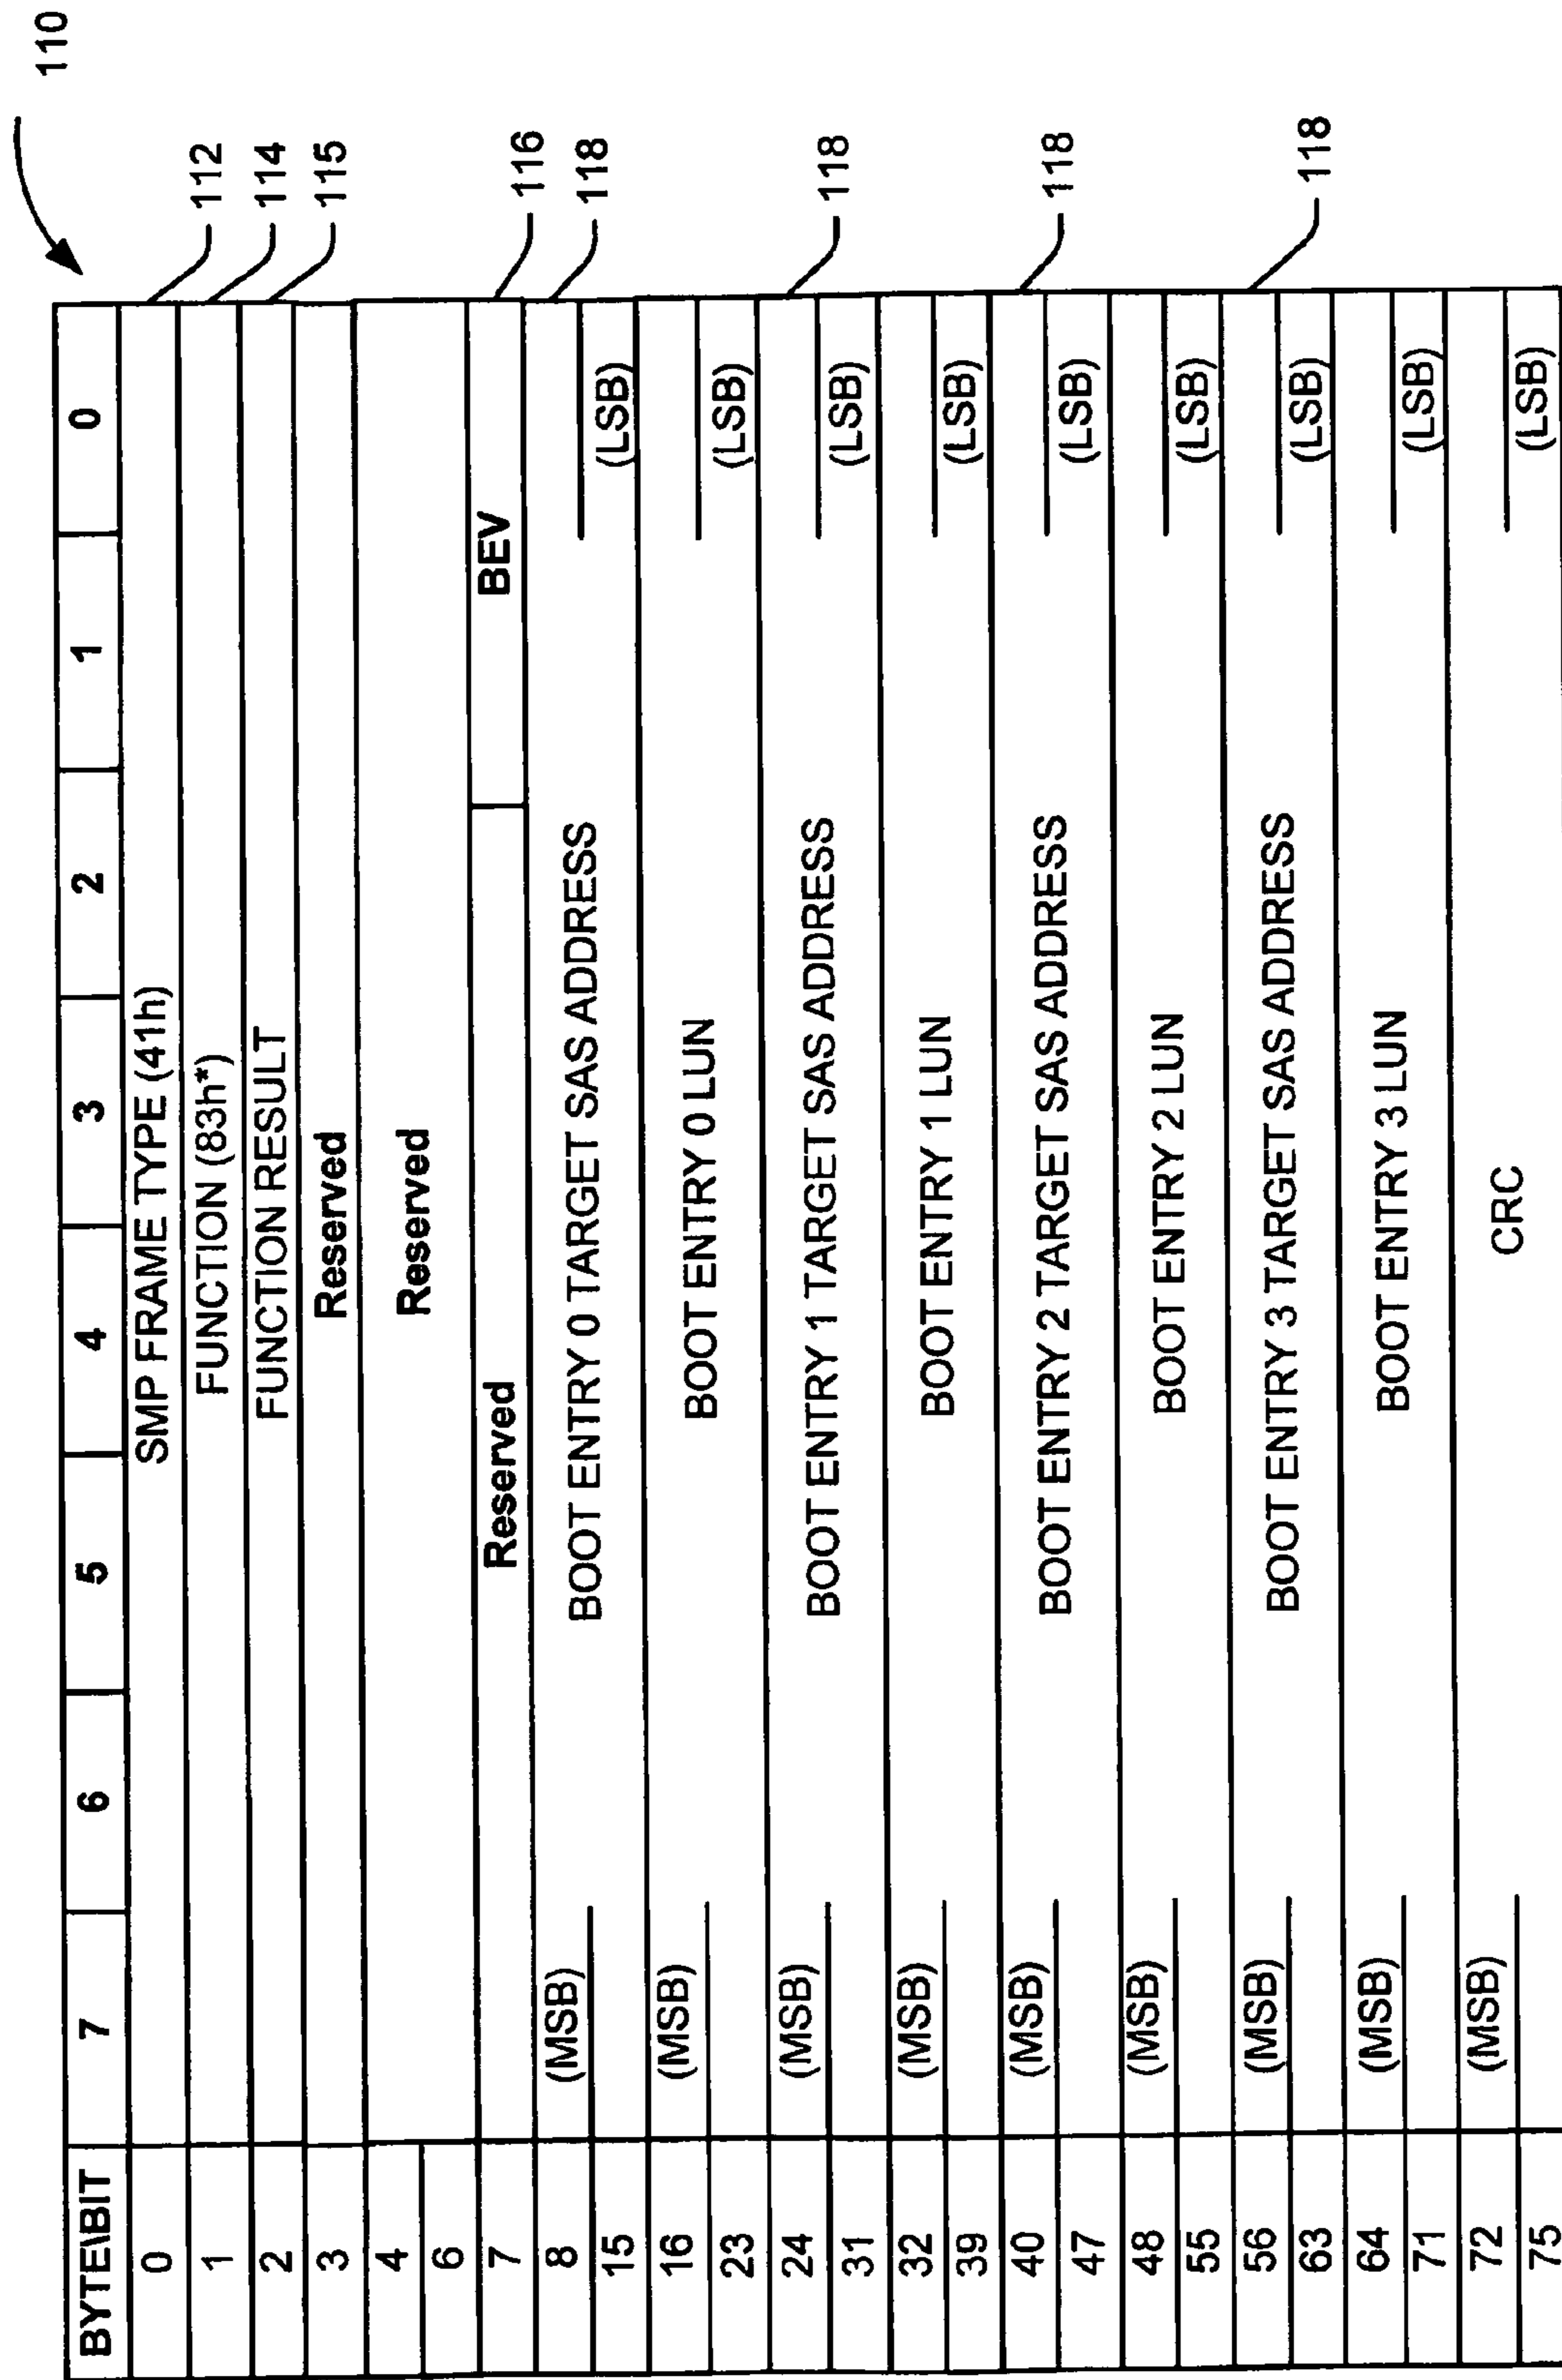 110
BYTE\BIT 7 6 5 4 3 2 1 0
0 SMP FRAME TYPE (41h) 112
1 FUNCTION (83h*) 114
2 FUNCTION RESULT 115
3 Reserved
4
Reserved
6
7 Reserved BEV 116
8 (MSB) 118
BOOT ENTRY 0 TARGET SAS ADDRESS
15 (LSB)
16 (MSB)
BOOT ENTRY 0 LUN
23 (LSB)
24 (MSB) 118
BOOT ENTRY 1 TARGET SAS ADDRESS
31 (LSB)
32 (MSB)
BOOT ENTRY 1 LUN
39 (LSB)
40 (MSB) 118
BOOT ENTRY 2 TARGET SAS ADDRESS
47 (LSB)
48 (MSB)
BOOT ENTRY 2 LUN
55 (LSB)
56 (MSB) 118
BOOT ENTRY 3 TARGET SAS ADDRESS
63 (LSB)
64 (MSB)
BOOT ENTRY 3 LUN
71 (LSB)
72 (MSB)
CRC
75 (LSB)